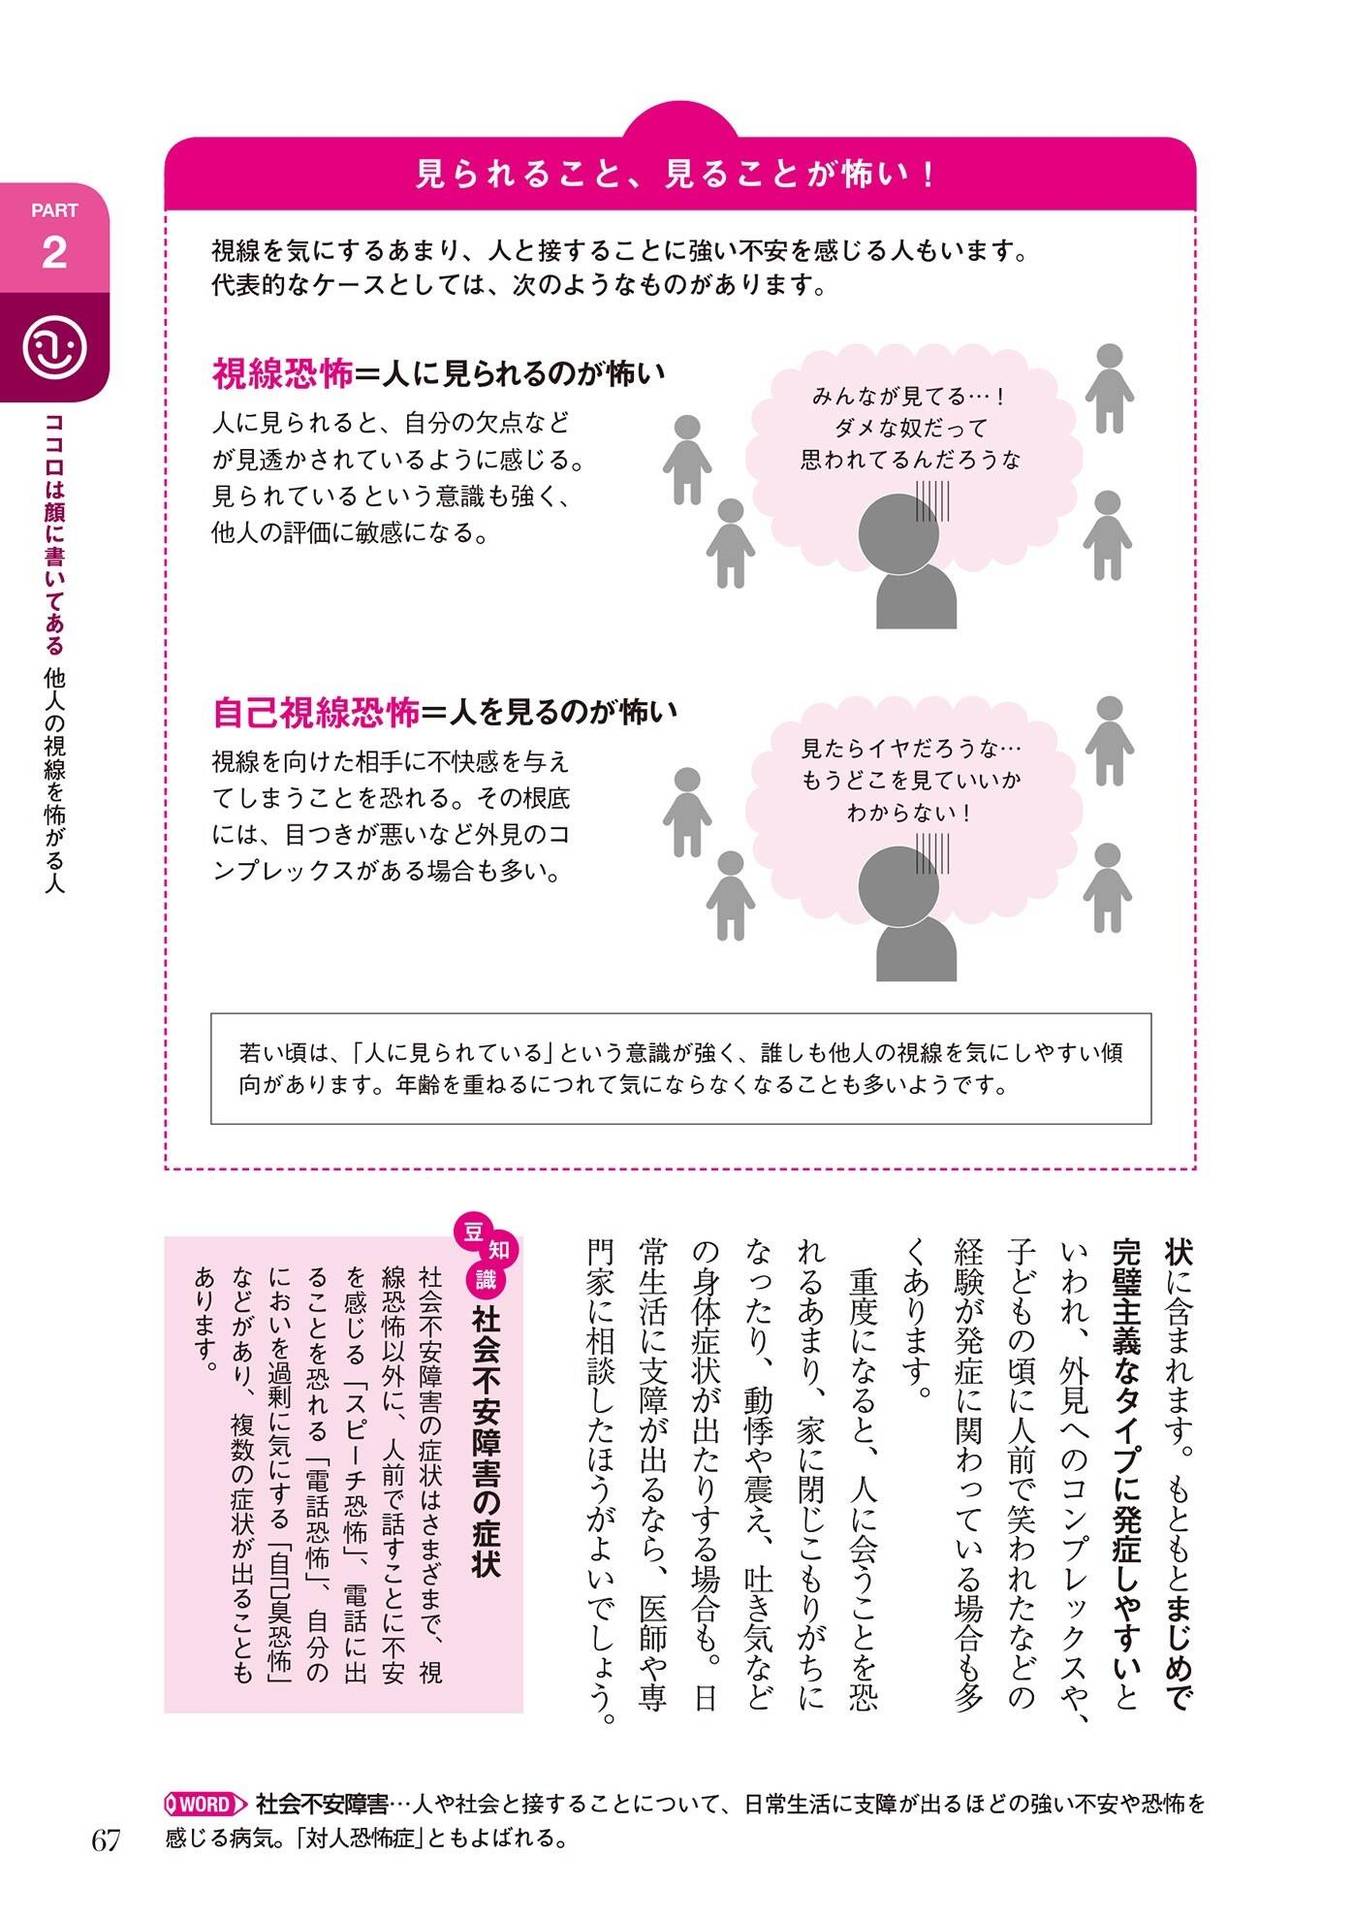 PART
2
ココロは顔に書いてある 他人の視線を怖がる人
見られること、見ることが怖い！
視線を気にするあまり、人と接することに強い不安を感じる人もいます。
代表的なケースとしては、次のようなものがあります。
視線恐怖＝人に見られるのが怖い
人に見られると、自分の欠点など
が見透かされているように感じる。
見られているという意識も強く、
他人の評価に敏感になる。
みんなが見てる…！
ダメな奴だって
思われてるんだろうな
自己視線恐怖＝人を見るのが怖い
視線を向けた相手に不快感を与え
てしまうことを恐れる。その根底
には、目つきが悪いなど外見のコ
ンプレックスがある場合も多い。
見たらイヤだろうな…
もうどこを見ていいか
わからない！
若い頃は、「人に見られている」という意識が強く、誰しも他人の視線を気にしやすい傾
向があります。年齢を重ねるにつれて気にならなくなることも多いようです。
状に含まれます。もともとまじめで
完璧主義なタイプに発症しやすいと
いわれ、外見へのコンプレックスや、
子どもの頃に人前で笑われたなどの
経験が発症に関わっている場合も多
くあります。
重度になると、人に会うことを恐
れるあまり、家に閉じこもりがちに
なったり、動悸や震え、吐き気など
の身体症状が出たりする場合も。日
常生活に支障が出るなら、医師や専
門家に相談したほうがよいでしょう。
豆知識 社会不安障害の症状
社会不安障害の症状はさまざまで、視
線恐怖以外に、人前で話すことに不安
を感じる「スピーチ恐怖」、電話に出
ることを恐れる「電話恐怖」、自分の
においを過剰に気にする「自己臭恐怖」
などがあり、複数の症状が出ることも
あります。
WORD 社会不安障害…人や社会と接することについて、日常生活に支障が出るほどの強い不安や恐怖を
感じる病気。「対人恐怖症」ともよばれる。
67